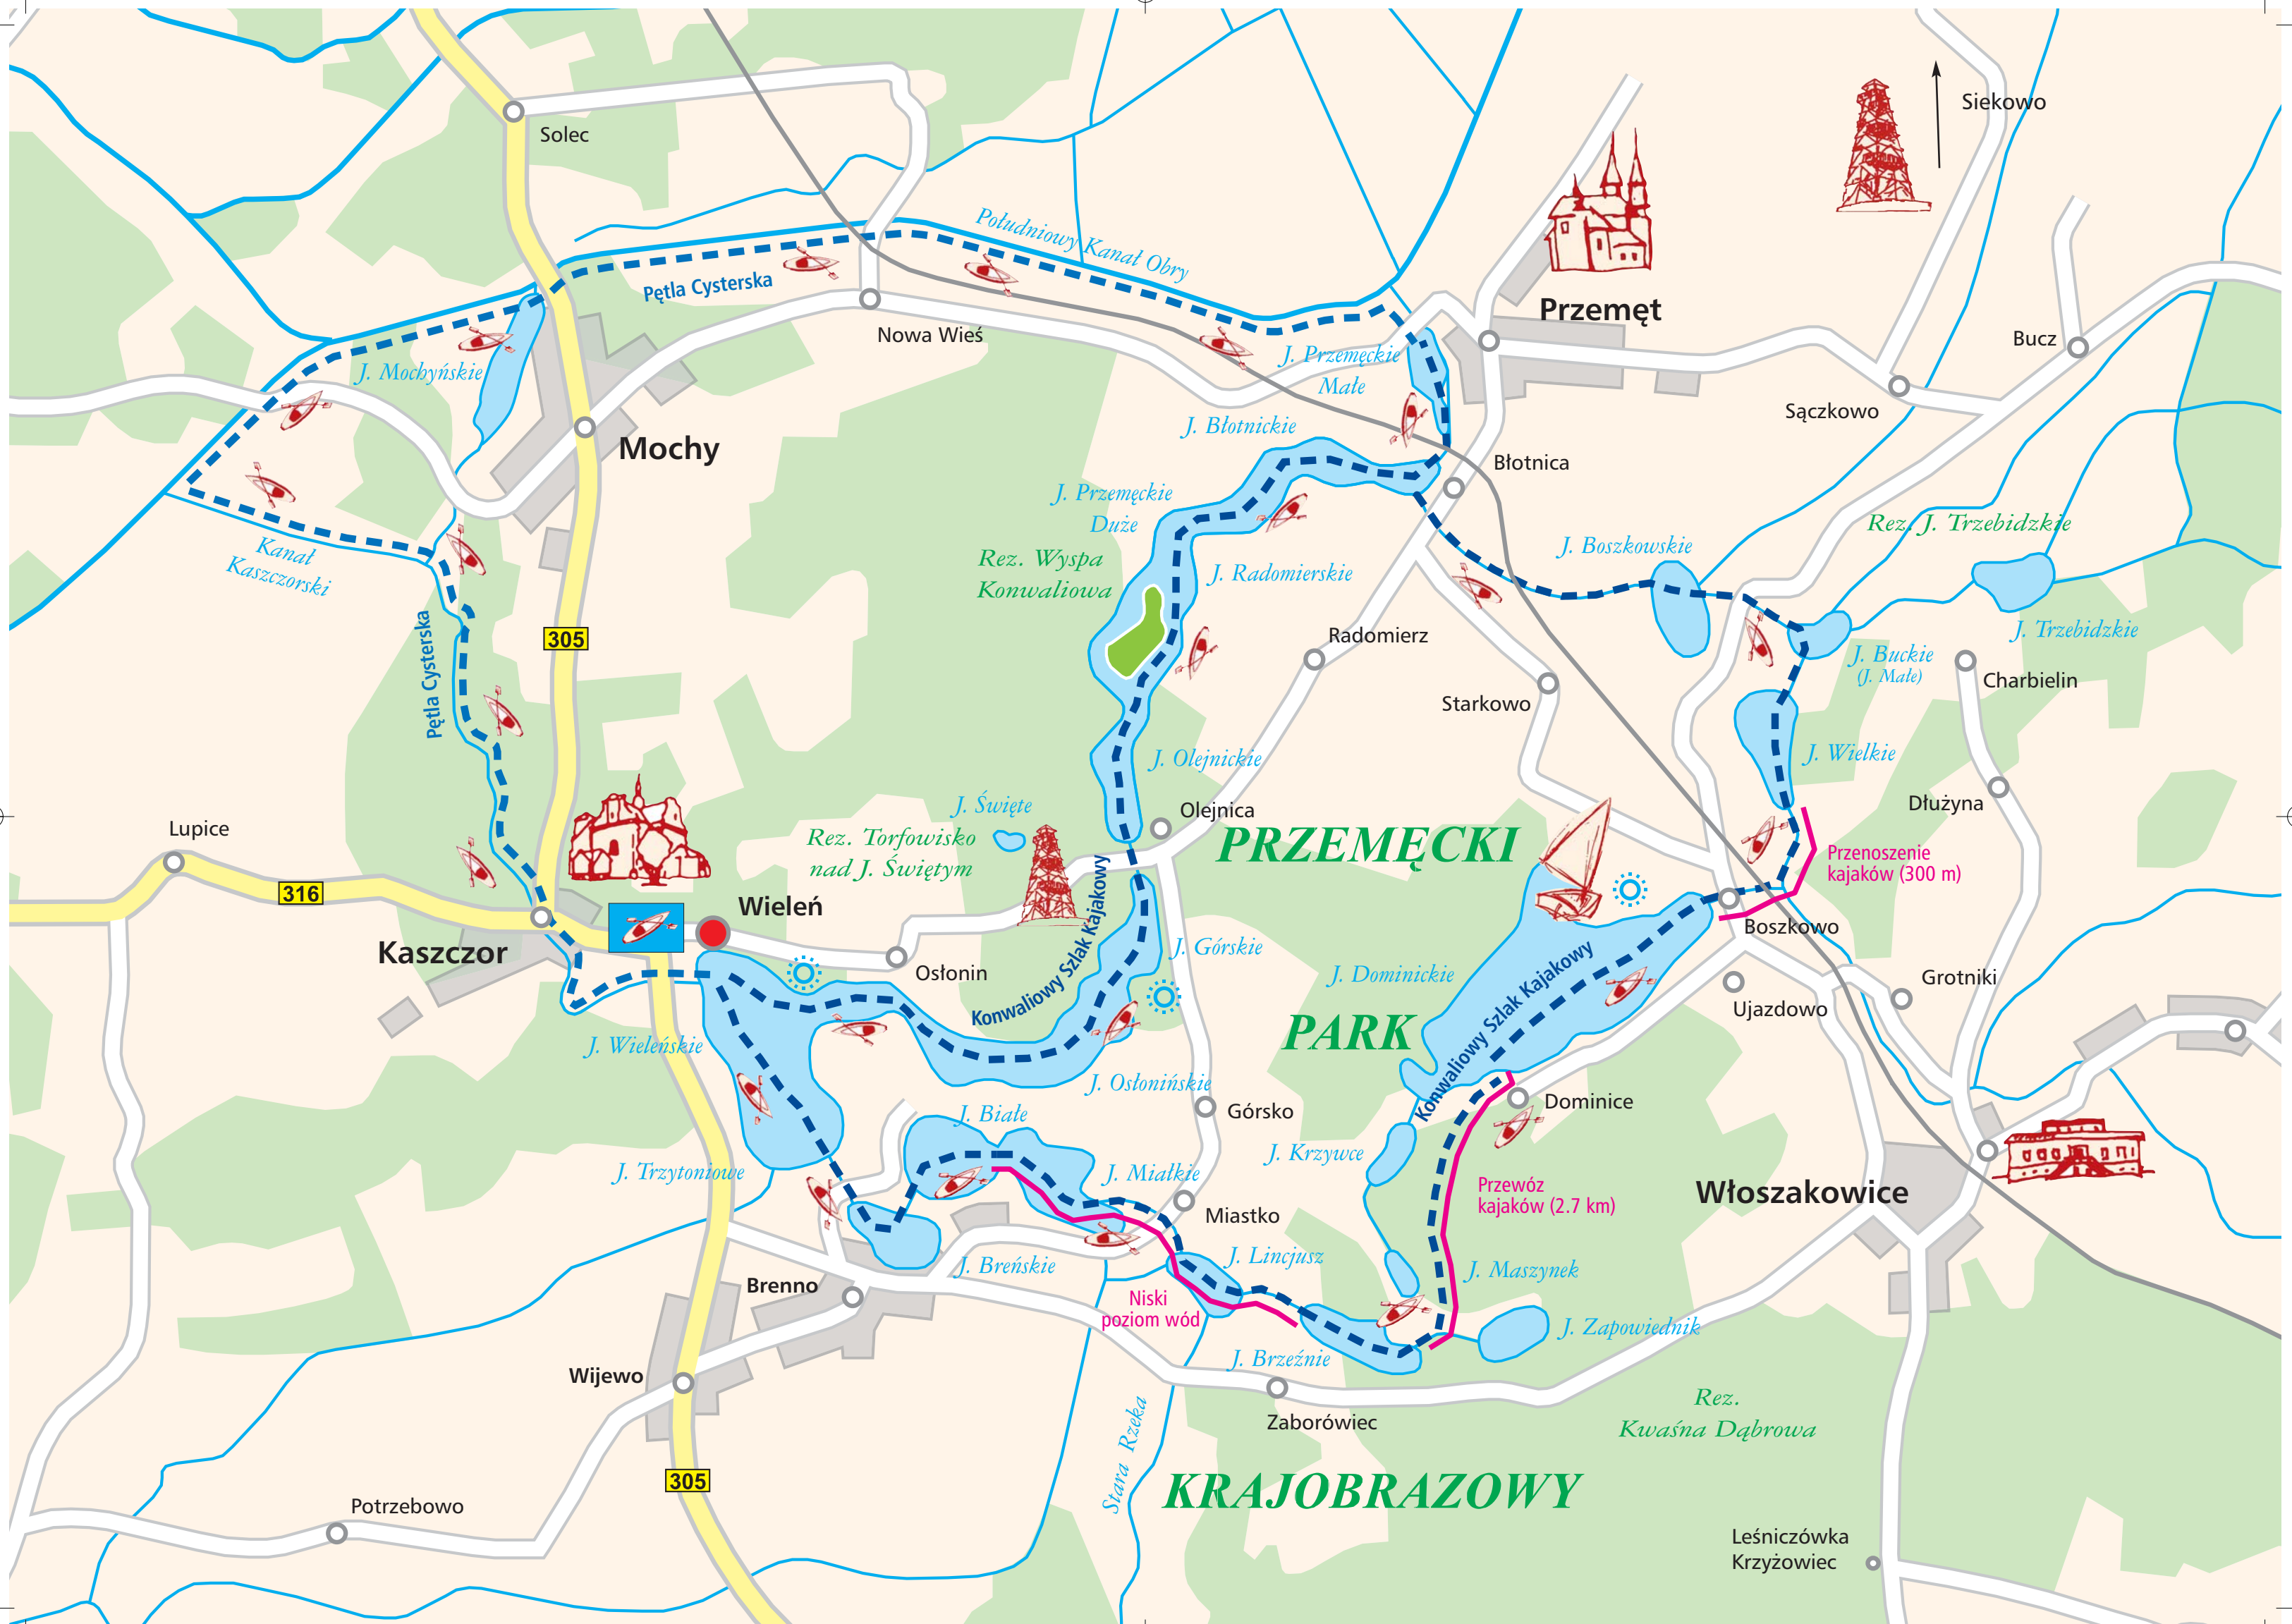 Siekowo
Solec
Południowy Kanał Obry
Pętla Cysterska
Przemęt
Nowa Wieś
Bucz
J. Przemęckie
Małe
J. Mochyńskie
Sączkowo
J. Błotnickie
Mochy
Błotnica
J. Przemęckie
Duże
Rez. J. Trzebidzkie
Kanał
Kaszczorski
Rez. Wyspa
Konwaliowa
J. Radomierskie
J. Boszkowskie
305
Radomierz
J. Trzebidzkie
Pętla Cysterska
J. Buckie
(J. Małe)
Charbielin
Starkowo
J. Olejnickie
J. Wielkie
J. Święte
Olejnica
Dłużyna
Lupice
Rez. Torfowisko
nad J. Świętym
PRZEMĘCKI
Przenoszenie
kajaków (300 m)
316
Wieleń
Boszkowo
Kaszczor
Konwaliowy Szlak Kajakowy
J. Górskie
Osłonin
J. Dominickie
Konwaliowy Szlak Kajakowy
Grotniki
Ujazdowo
PARK
J. Wieleńskie
J. Osłonińskie
Górsko
Dominice
J. Białe
J. Krzywce
J. Trzytoniowe
J. Miałkie
Przewóz
kajaków (2.7 km)
Włoszakowice
Miastko
J. Breńskie
J. Lincjusz
J. Maszynek
Brenno
Niski
poziom wód
J. Zapowiednik
J. Brzeźnie
Wijewo
Rez.
Kwaśna Dąbrowa
Zaborówiec
Stara Rzeka
305
KRAJOBRAZOWY
Potrzebowo
Leśniczówka
Krzyżowiec